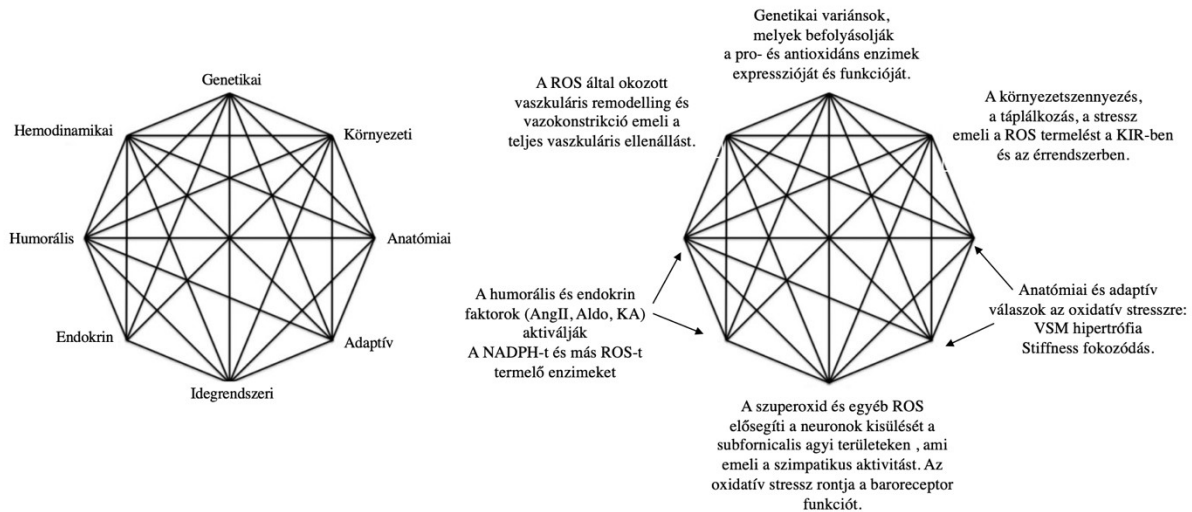 Genetikai
Hemodinamikai
Környezeti
Humorális
Anatómiai
Endokrin
Adaptív
Idegrendszeri
Genetikai variánsok,
melyek befolyásolják
a pro- és antioxidáns enzimek
expresszióját és funkcióját.
A ROS által okozott
vaszkuláris remodelling és
vazokonstrikció emeli a
teljes vaszkuláris ellenállást.
A környezetszennyezés,
a táplálkozás, a stressz
emeli a ROS termelést a KIR-ben
és az érrendszerben.
A humorális és endokrin
faktorok (AngII, Aldo, KA)
aktiválják
A NADPH-t és más ROS-t
termelő enzimeket
Anatómiai és adaptív
válaszok az oxidatív stresszre:
VSM hipertrófia
Stiffness fokozódás.
A szuperoxid és egyéb ROS
elősegíti a neuronok kisülését a
subfornicalis agyi területeken , ami
emeli a szimpatikus aktivitást. Az
oxidatív stressz rontja a baroreceptor
funkciót.